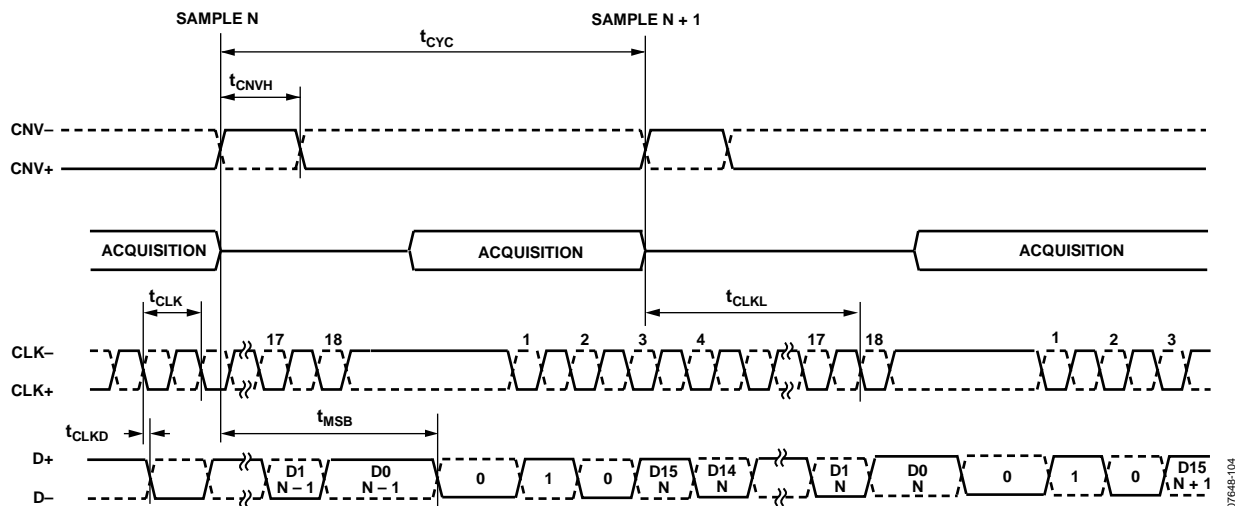 SAMPLE N SAMPLE N + 1
tCYC
tCNVH
CNV–
CNV+
ACQUISITION ACQUISITION ACQUISITION
tCLK tCLKL
CLK– 17 18 1 2 3 4 17 18 1 2 3
CLK+
tCLKD tMSB
D+
D–
D1 N – 1 D0 N – 1 0 1 0 D15 N D14 N D1 N D0 N 0 1 0 D15 N + 1
07648-104